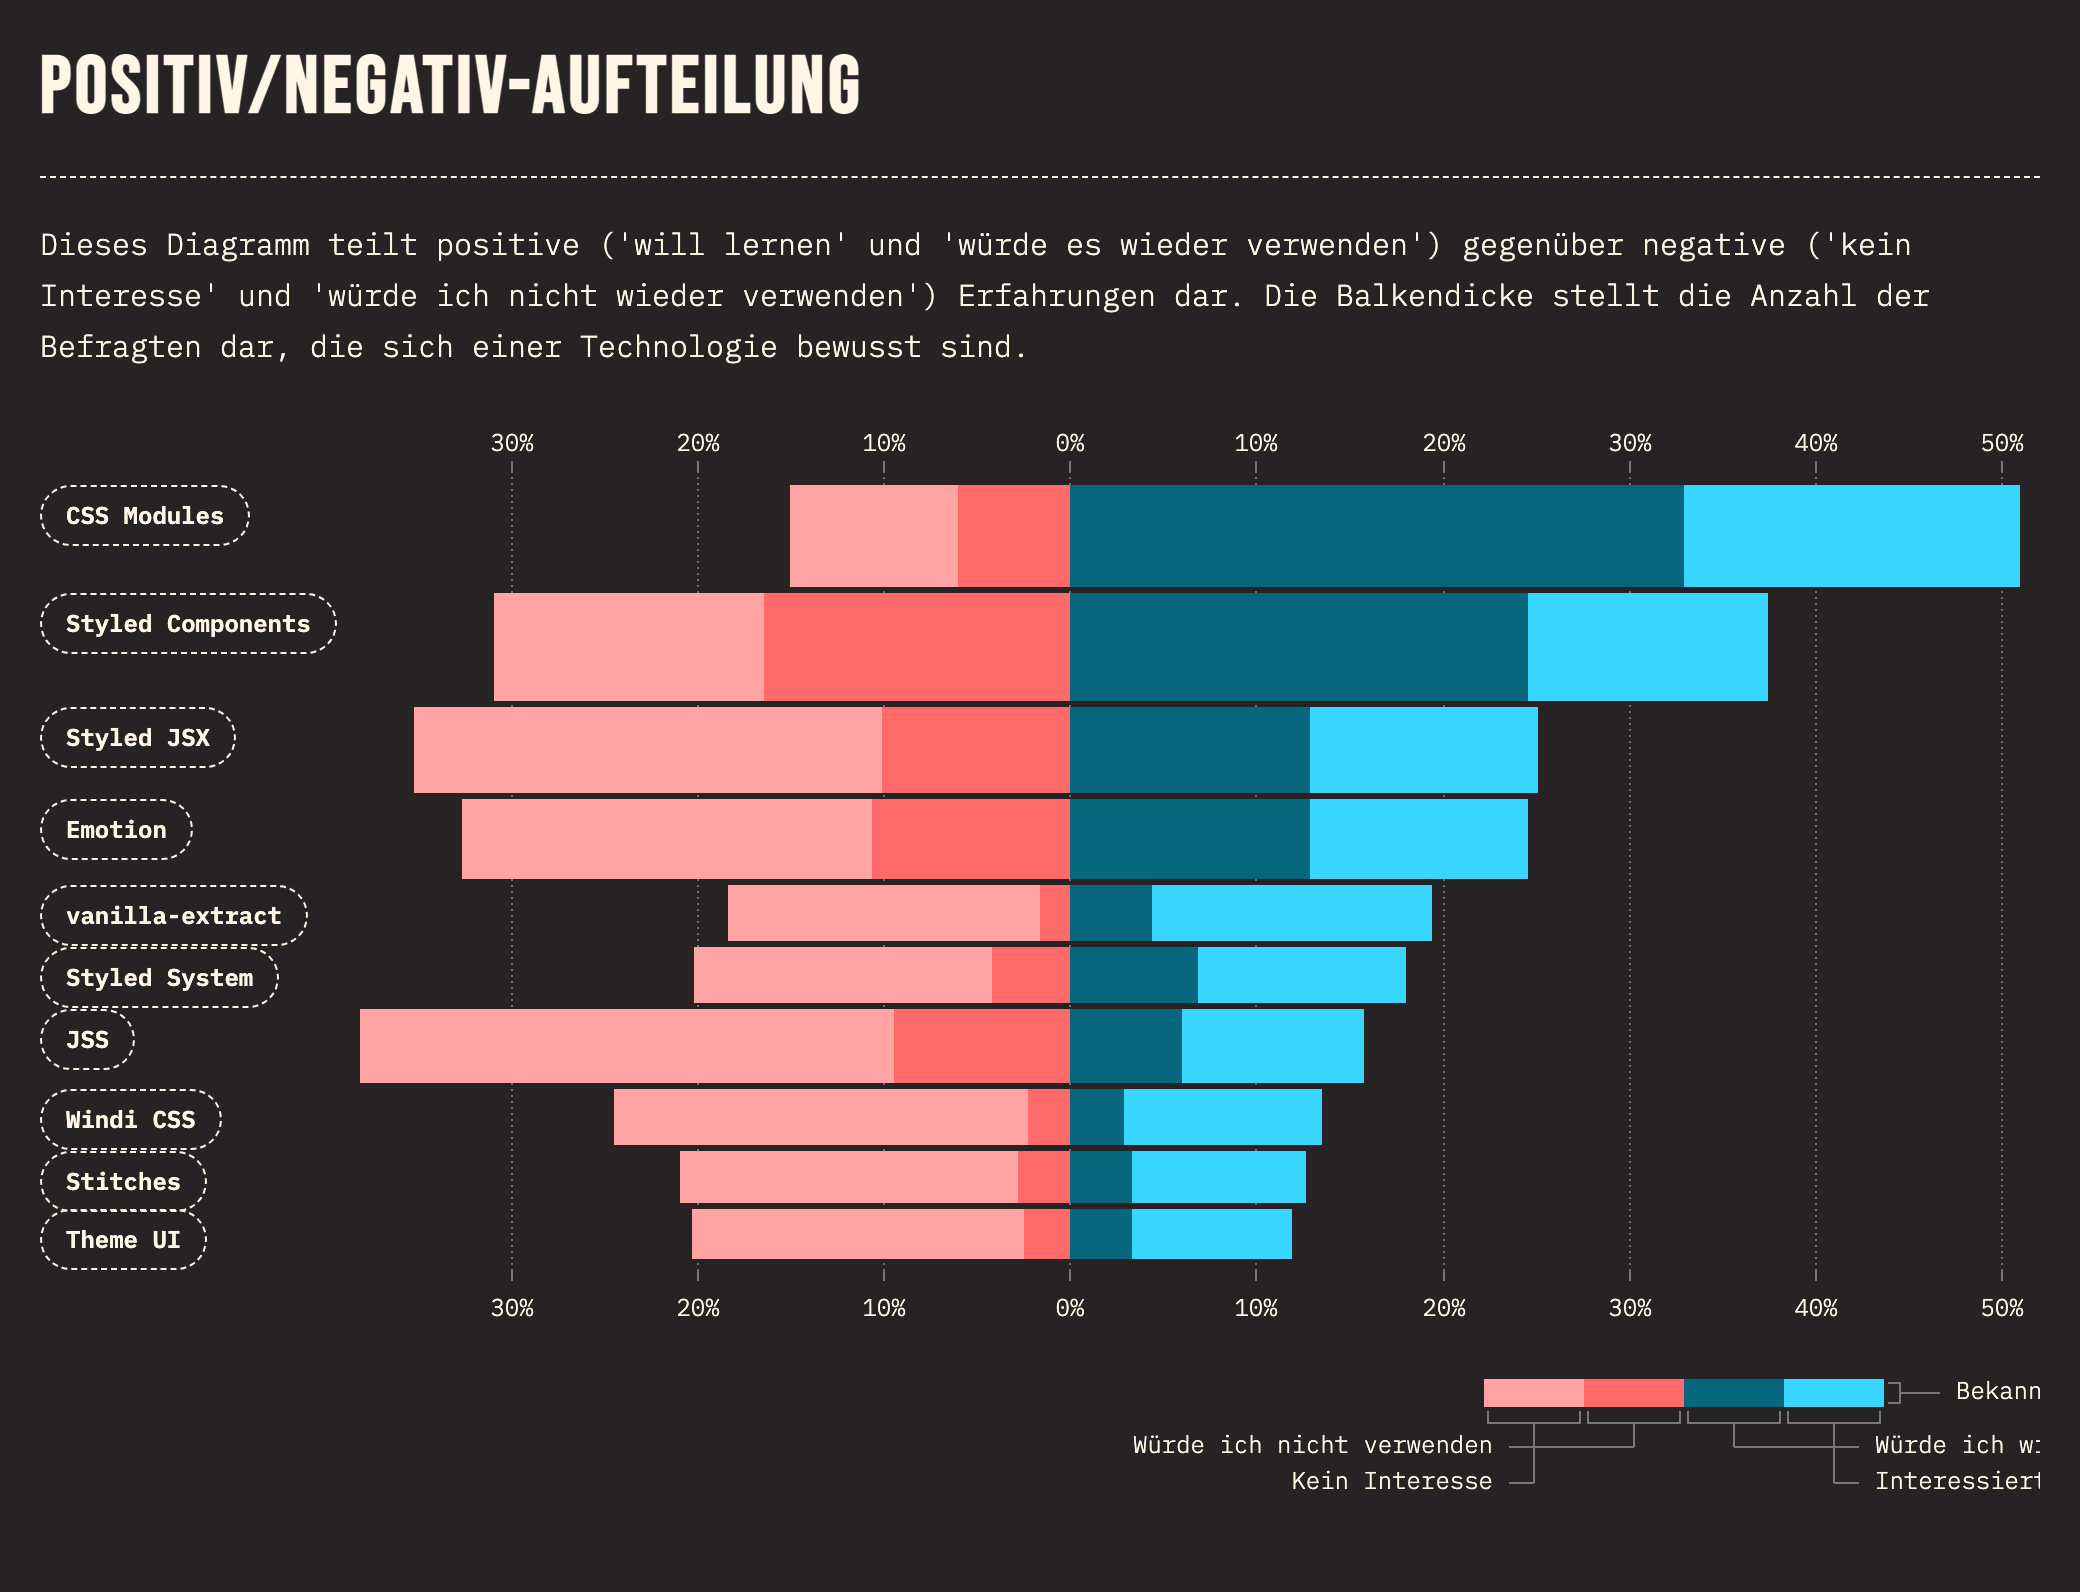 POSITIV/NEGATIV-AUFTEILUNG
Dieses Diagramm teilt positive ('will lernen' und 'würde es wieder verwenden') gegenüber negative ('kein
Interesse' und 'würde ich nicht wieder verwenden') Erfahrungen dar. Die Balkendicke stellt die Anzahl der
Befragten dar, die sich einer Technologie bewusst sind.
30% 20% 10% 0% 10% 20% 30% 40% 50%
CSS Modules
Styled Components
Styled JSX
Emotion
vanilla-extract
Styled System
JSS
Windi CSS
Stitches
Theme UI
30% 20% 10% 0% 10% 20% 30% 40% 50%
Bekann
Würde ich nicht verwenden Würde ich wi
Kein Interesse Interessiert